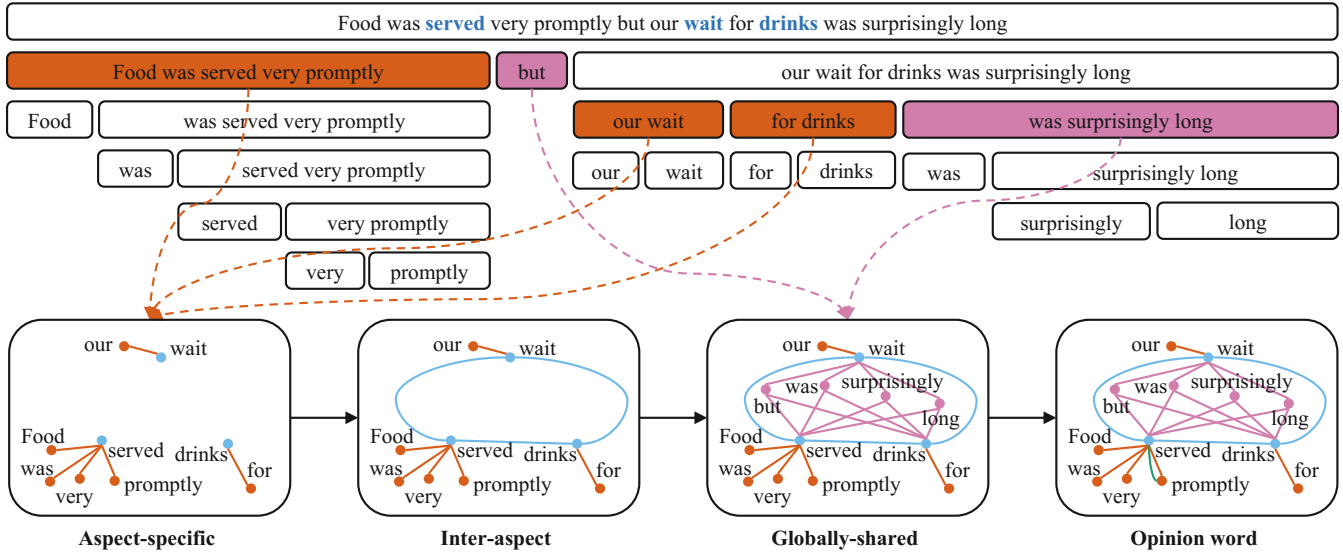 Food was served very promptly but our wait for drinks was surprisingly long
Food was served very promptly but our wait for drinks was surprisingly long
Food was served very promptly our wait for drinks was surprisingly long
was served very promptly our wait for drinks was surprisingly long
served very promptly surprisingly long
very promptly
our wait
Food served drinks
was very promptly for
our wait
Food served drinks
was very promptly for
our wait
was surprisingly
but long
Food served drinks
was very promptly for
our wait
was surprisingly
but long
Food served drinks
was very promptly for
Aspect-specific Inter-aspect Globally-shared Opinion word